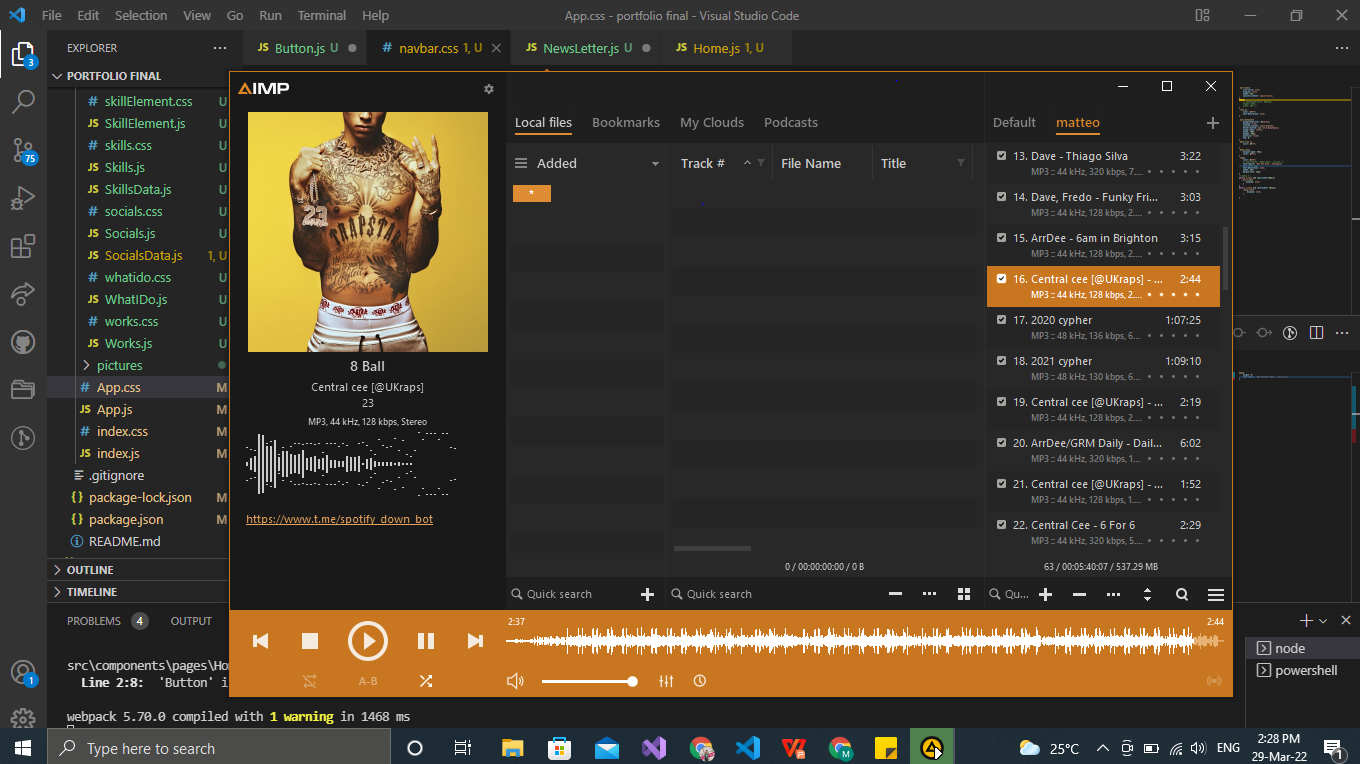 File Edit Selection View Go Run Terminal Help
App.css - portfolio final - Visual Studio Code
EXPLORER
Button.js U
navbar.css 1, U
NewsLetter.js U
Home.js 1, U
PORTFOLIO FINAL
skillElement.css U
SkillElement.js U
skills.css U
Skills.js U
SkillsData.js U
socials.css U
Socials.js U
SocialsData.js 1, U
whatido.css U
WhatIDo.js U
works.css U
Works.js U
pictures
App.css M
App.js M
index.css M
index.js M
.gitignore
package-lock.json M
package.json M
README.md
OUTLINE
TIMELINE
3
75
1
AIMP
23
TRAPSTAR
8 Ball
Central cee [@UKraps]
23
MP3, 44 kHz, 128 kbps, Stereo
https://www.t.me/spotify_down_bot
Local files Bookmarks My Clouds Podcasts
Added
*
Track # File Name Title
0 / 00:00:00:00 / 0 B
Quick search
Quick search
Default matteo
13. Dave - Thiago Silva 3:22
MP3 :: 44 kHz, 320 kbps, 7....
14. Dave, Fredo - Funky Fri... 3:03
MP3 :: 44 kHz, 128 kbps, 2....
15. ArrDee - 6am in Brighton 3:15
MP3 :: 44 kHz, 128 kbps, 2....
16. Central cee [@UKraps] - ... 2:44
MP3 :: 44 kHz, 128 kbps, 2....
17. 2020 cypher 1:07:25
MP3 :: 48 kHz, 136 kbps, 6...
18. 2021 cypher 1:09:10
MP3 :: 48 kHz, 130 kbps, 6...
19. Central cee [@UKraps] - ... 2:19
MP3 :: 44 kHz, 128 kbps, 2....
20. ArrDee/GRM Daily - Dail... 6:02
MP3 :: 44 kHz, 320 kbps, 1...
21. Central cee [@UKraps] - ... 1:52
MP3 :: 44 kHz, 128 kbps, 1....
22. Central Cee - 6 For 6 2:29
MP3 :: 44 kHz, 320 kbps, 5....
63 / 00:05:40:07 / 537.29 MB
Qu...
2:37 2:44
A-B
PROBLEMS 4 OUTPUT
src\components\pages\Ho
Line 2:8: 'Button' i
webpack 5.70.0 compiled with 1 warning in 1468 ms
node
powershell
Type here to search
25°C
ENG
2:28 PM
29-Mar-22
1